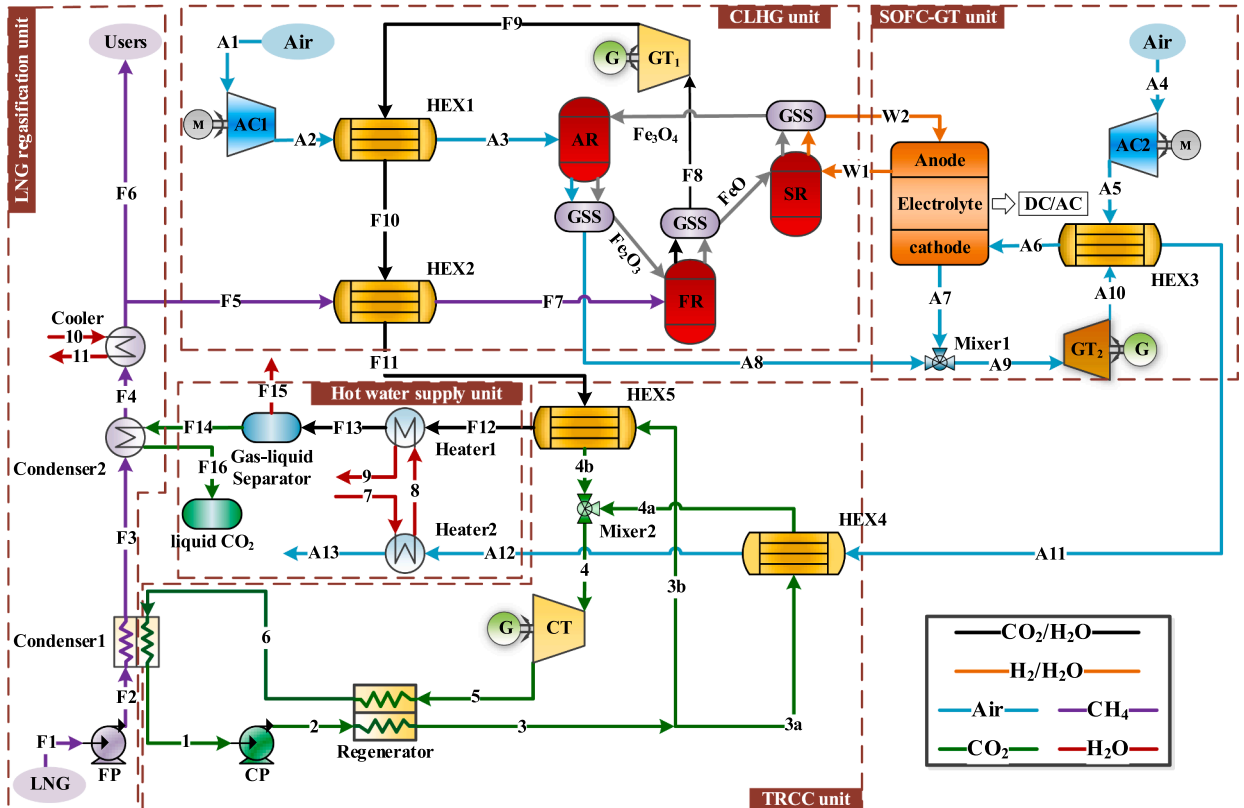 LNG regasification unit
CLHG unit
SOFC-GT unit
Users
A1
Air
F9
G
GT1
Air
A4
M
AC1
A2
HEX1
A3
AR
Fe3O4
GSS
W2
AC2
M
F6
F10
GSS
Fe2O3
F8
GSS
FeO
SR
W1
Anode
Electrolyte
cathode
DC/AC
A5
A6
HEX3
F5
HEX2
F7
FR
A7
A10
Cooler
10
11
F11
A8
Mixer1
A9
GT2
G
F4
F15
Hot water supply unit
HEX5
F14
Gas-liquid
Separator
F13
Heater1
F12
Condenser2
F16
liquid CO2
9
7
8
4b
4a
Mixer2
HEX4
F3
A13
Heater2
A12
A11
4
3b
Condenser1
6
G
CT
F2
5
F1
FP
LNG
1
CP
2
Regenerator
3
3a
TRCC unit
CO2/H2O
H2/H2O
Air
CH4
CO2
H2O